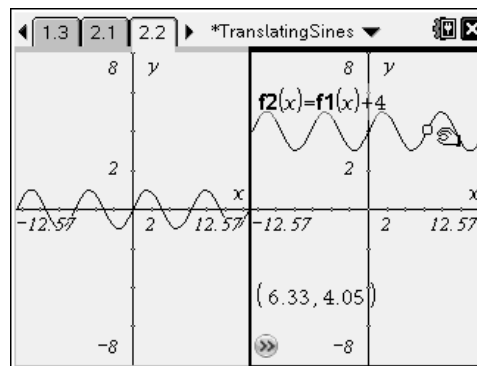 1.3 2.1 2.2 *TranslatingSines
8 y
2
x
-12.57 2 12.57
8 y
f2(x)=f1(x)+4
2
x
-12.57 2 12.57
(6.33,4.05)
-8
-8